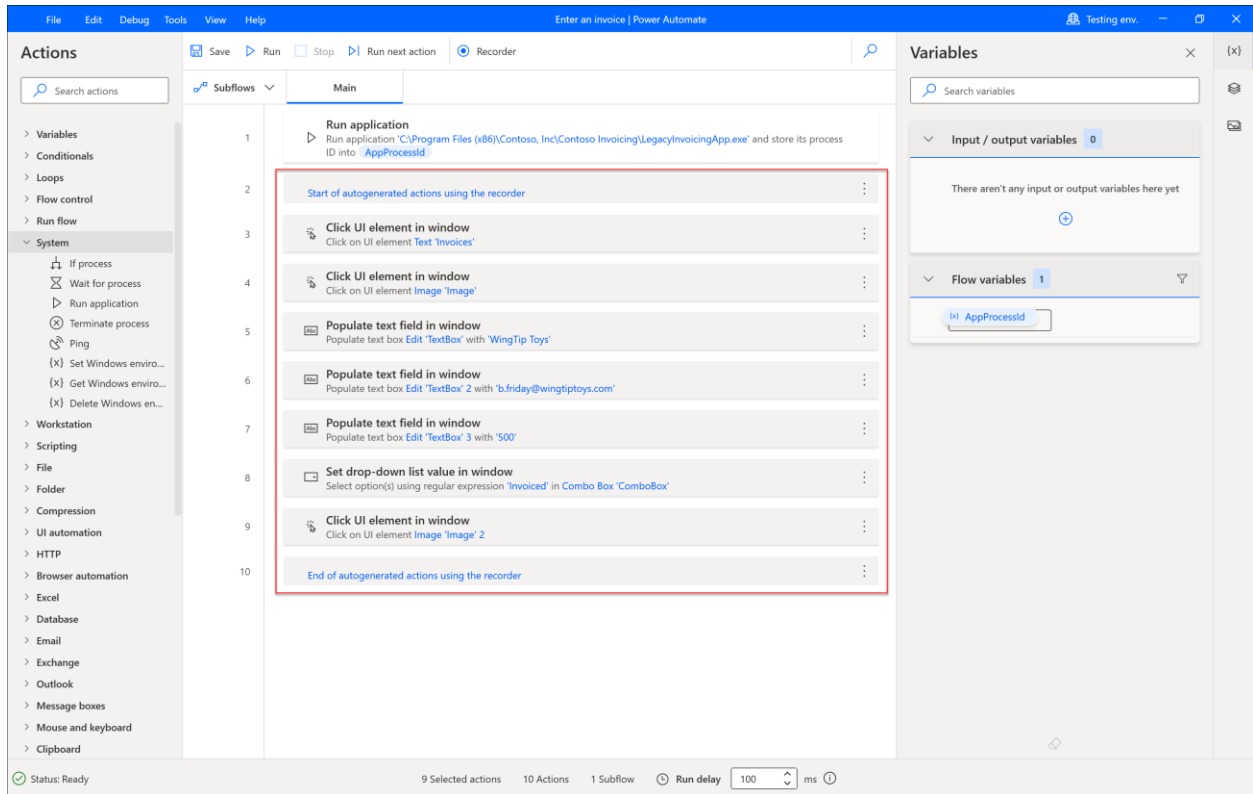 File Edit Debug Tools View Help
Enter an invoice | Power Automate
Testing env.
Actions
Search actions
Variables
Conditionals
Loops
Flow control
Run flow
System
If process
Wait for process
Run application
Terminate process
Ping
{x} Set Windows enviro...
{x} Get Windows enviro...
{x} Delete Windows en...
Workstation
Scripting
File
Folder
Compression
UI automation
HTTP
Browser automation
Excel
Database
Email
Exchange
Outlook
Message boxes
Mouse and keyboard
Clipboard
Save Run Stop Run next action Recorder
Subflows Main
1
Run application
Run application 'C:\Program Files (x86)\Contoso, Inc\Contoso Invoicing\LegacyInvoicingApp.exe' and store its process
ID into AppProcessId
2
Start of autogenerated actions using the recorder
3
Click UI element in window
Click on UI element Text 'Invoices'
4
Click UI element in window
Click on UI element Image 'Image'
5
Abc
Populate text field in window
Populate text box Edit 'TextBox' with 'WingTip Toys'
6
Abc
Populate text field in window
Populate text box Edit 'TextBox' 2 with 'b.friday@wingtiptoys.com'
7
Abc
Populate text field in window
Populate text box Edit 'TextBox' 3 with '500'
8
Set drop-down list value in window
Select option(s) using regular expression 'Invoiced' in Combo Box 'ComboBox'
9
Click UI element in window
Click on UI element Image 'Image' 2
10
End of autogenerated actions using the recorder
Variables
{x}
Search variables
Input / output variables 0
There aren't any input or output variables here yet
Flow variables 1
{x} AppProcessId
Status: Ready
9 Selected actions 10 Actions 1 Subflow Run delay 100 ms